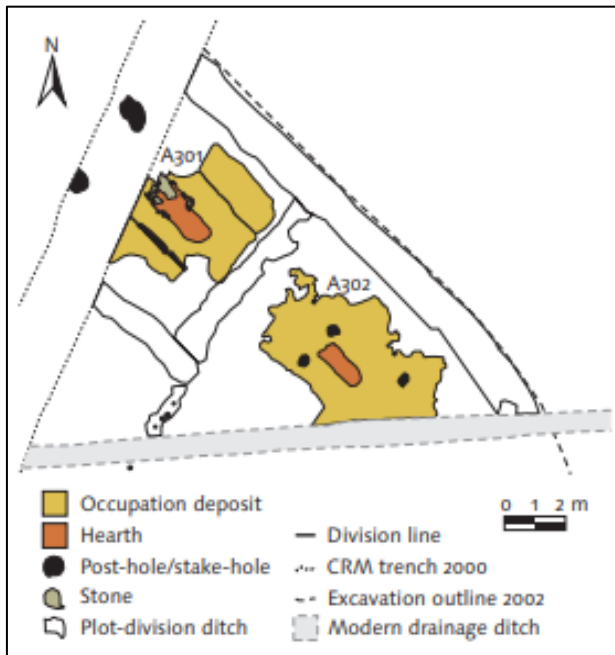 N
A301
A302
Occupation deposit
0 1 2 m
Hearth
Division line
Post-hole/stake-hole
CRM trench 2000
Stone
Excavation outline 2002
Plot-division ditch
Modern drainage ditch